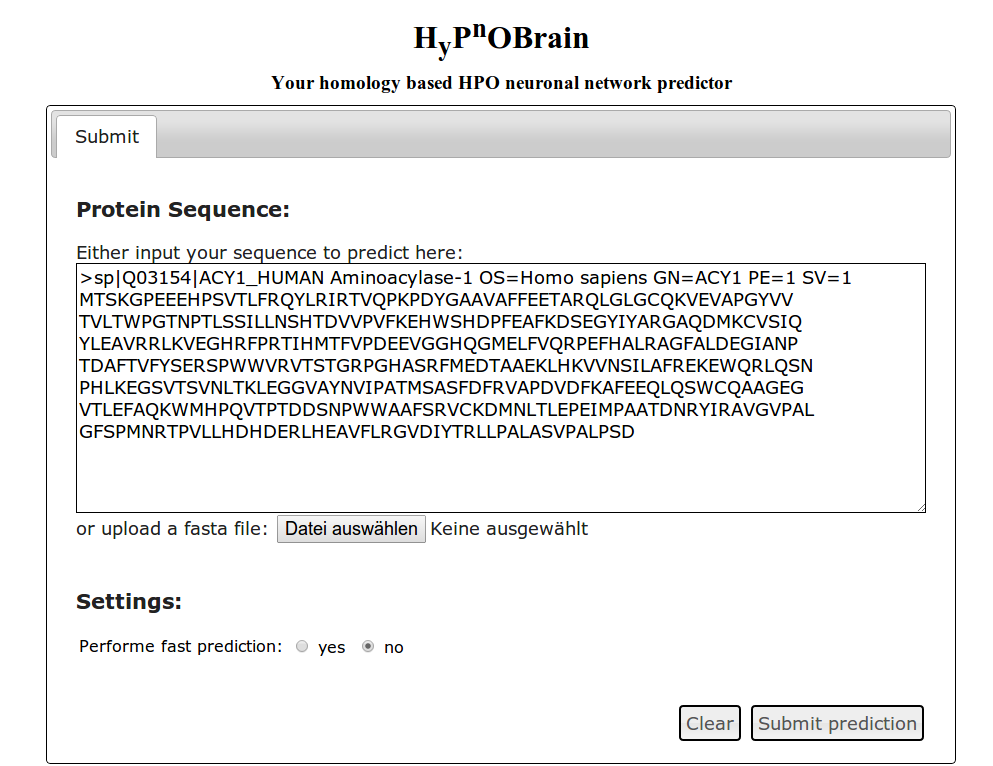 HyPnOBrain
Your homology based HPO neuronal network predictor
Submit
Protein Sequence:
Either input your sequence to predict here:
>sp|Q03154|ACY1_HUMAN Aminoacylase-1 OS=Homo sapiens GN=ACY1 PE=1 SV=1
MTSKGPEEEHPSVTLFRQYLRIRTVQPKPDYGAAVAFFEETARQLGLGCQKVEVAPGYVV
TVLTWPGTNPTLSSILLNSHTDVVPVFKEHWSHDPFEAFKDSEGYIYARGAQDMKCVSIQ
YLEAVRRLKVEGHRFPRTIHMTFVPDEEVGGHQGMELFVQRPEFHALRAGFALDEGIANP
TDAFTVFYSERSPWWVRVTSTGRPGHASRFMEDTAAEKLHKVVNSILAFREKEWQRLQSN
PHLKEGSVTSVNLTKLEGGVAYNVIPATMSASFDFRVAPDVDFKAFEEQLQSWCQAAGEG
VTLEFAQKWMHPQVTPTDDSNPWWAAFSRVCKDMNLTLEPEIMPAATDNRYIRAVGVPAL
GFSPMNRTPVLLHDHDERLHEAVFLRGVDIYTRLLPALASVPALPSD
or upload a fasta file: Datei auswählen Keine ausgewählt
Settings:
Performe fast prediction: yes no
Clear Submit prediction